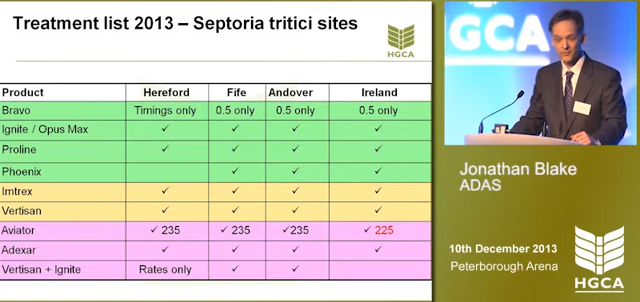 Treatment list 2013 – Septoria tritici sites
HGCA
Product Hereford Fife Andover Ireland
Bravo Timings only 0.5 only 0.5 only 0.5 only
Ignite / Opus Max ✓ ✓ ✓ ✓
Proline ✓ ✓ ✓ ✓
Phoenix ✓ ✓ ✓
Imtrex ✓ ✓ ✓ ✓
Vertisan ✓ ✓ ✓ ✓
Aviator ✓ 235 ✓ 235 ✓235 ✓ 225
Adexar ✓ ✓ ✓ ✓
Vertisan + Ignite Rates only ✓ ✓
GCA
Jonathan Blake
ADAS
10th December 2013
Peterborough Arena
HGCA